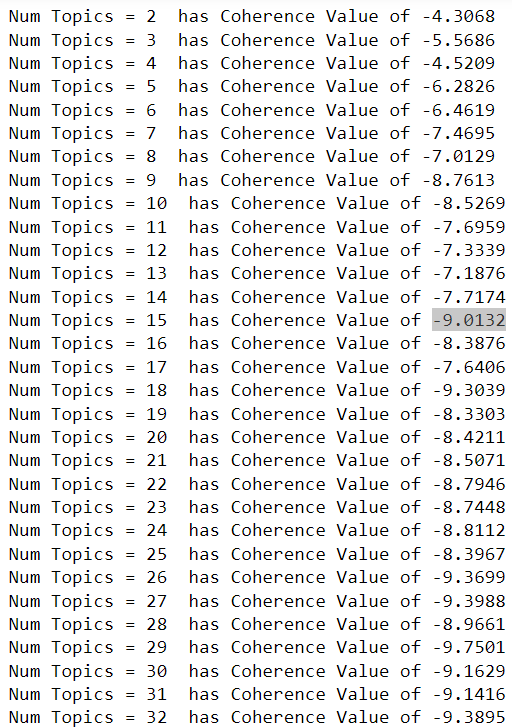 Num Topics = 2  has Coherence Value of -4.3068
Num Topics = 3  has Coherence Value of -5.5686
Num Topics = 4  has Coherence Value of -4.5209
Num Topics = 5  has Coherence Value of -6.2826
Num Topics = 6  has Coherence Value of -6.4619
Num Topics = 7  has Coherence Value of -7.4695
Num Topics = 8  has Coherence Value of -7.0129
Num Topics = 9  has Coherence Value of -8.7613
Num Topics = 10  has Coherence Value of -8.5269
Num Topics = 11  has Coherence Value of -7.6959
Num Topics = 12  has Coherence Value of -7.3339
Num Topics = 13  has Coherence Value of -7.1876
Num Topics = 14  has Coherence Value of -7.7174
Num Topics = 15  has Coherence Value of -9.0132
Num Topics = 16  has Coherence Value of -8.3876
Num Topics = 17  has Coherence Value of -7.6406
Num Topics = 18  has Coherence Value of -9.3039
Num Topics = 19  has Coherence Value of -8.3303
Num Topics = 20  has Coherence Value of -8.4211
Num Topics = 21  has Coherence Value of -8.5071
Num Topics = 22  has Coherence Value of -8.7946
Num Topics = 23  has Coherence Value of -8.7448
Num Topics = 24  has Coherence Value of -8.8112
Num Topics = 25  has Coherence Value of -8.3967
Num Topics = 26  has Coherence Value of -9.3699
Num Topics = 27  has Coherence Value of -9.3988
Num Topics = 28  has Coherence Value of -8.9661
Num Topics = 29  has Coherence Value of -9.7501
Num Topics = 30  has Coherence Value of -9.1629
Num Topics = 31  has Coherence Value of -9.1416
Num Topics = 32  has Coherence Value of -9.3895